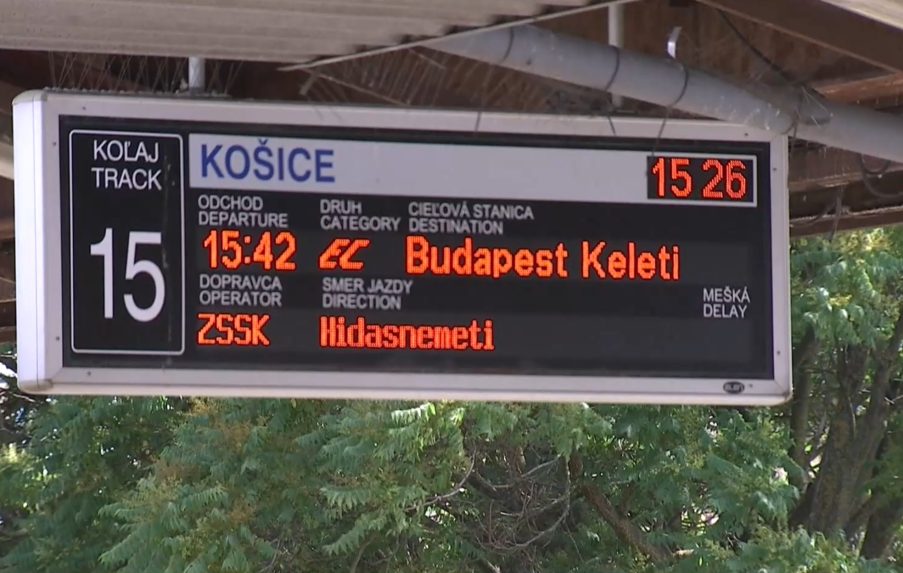 KOĽAJ
TRACK
15
KOŠICE
15 26
ODCHOD
DEPARTURE
DRUH
CATEGORY
CIEĽOVÁ STANICA
DESTINATION
15:42 EC Budapest Keleti
DOPRAVCA
OPERATOR
SMER JAZDY
DIRECTION
MEŠKÁ
DELAY
ZSSK Hidasnemeti